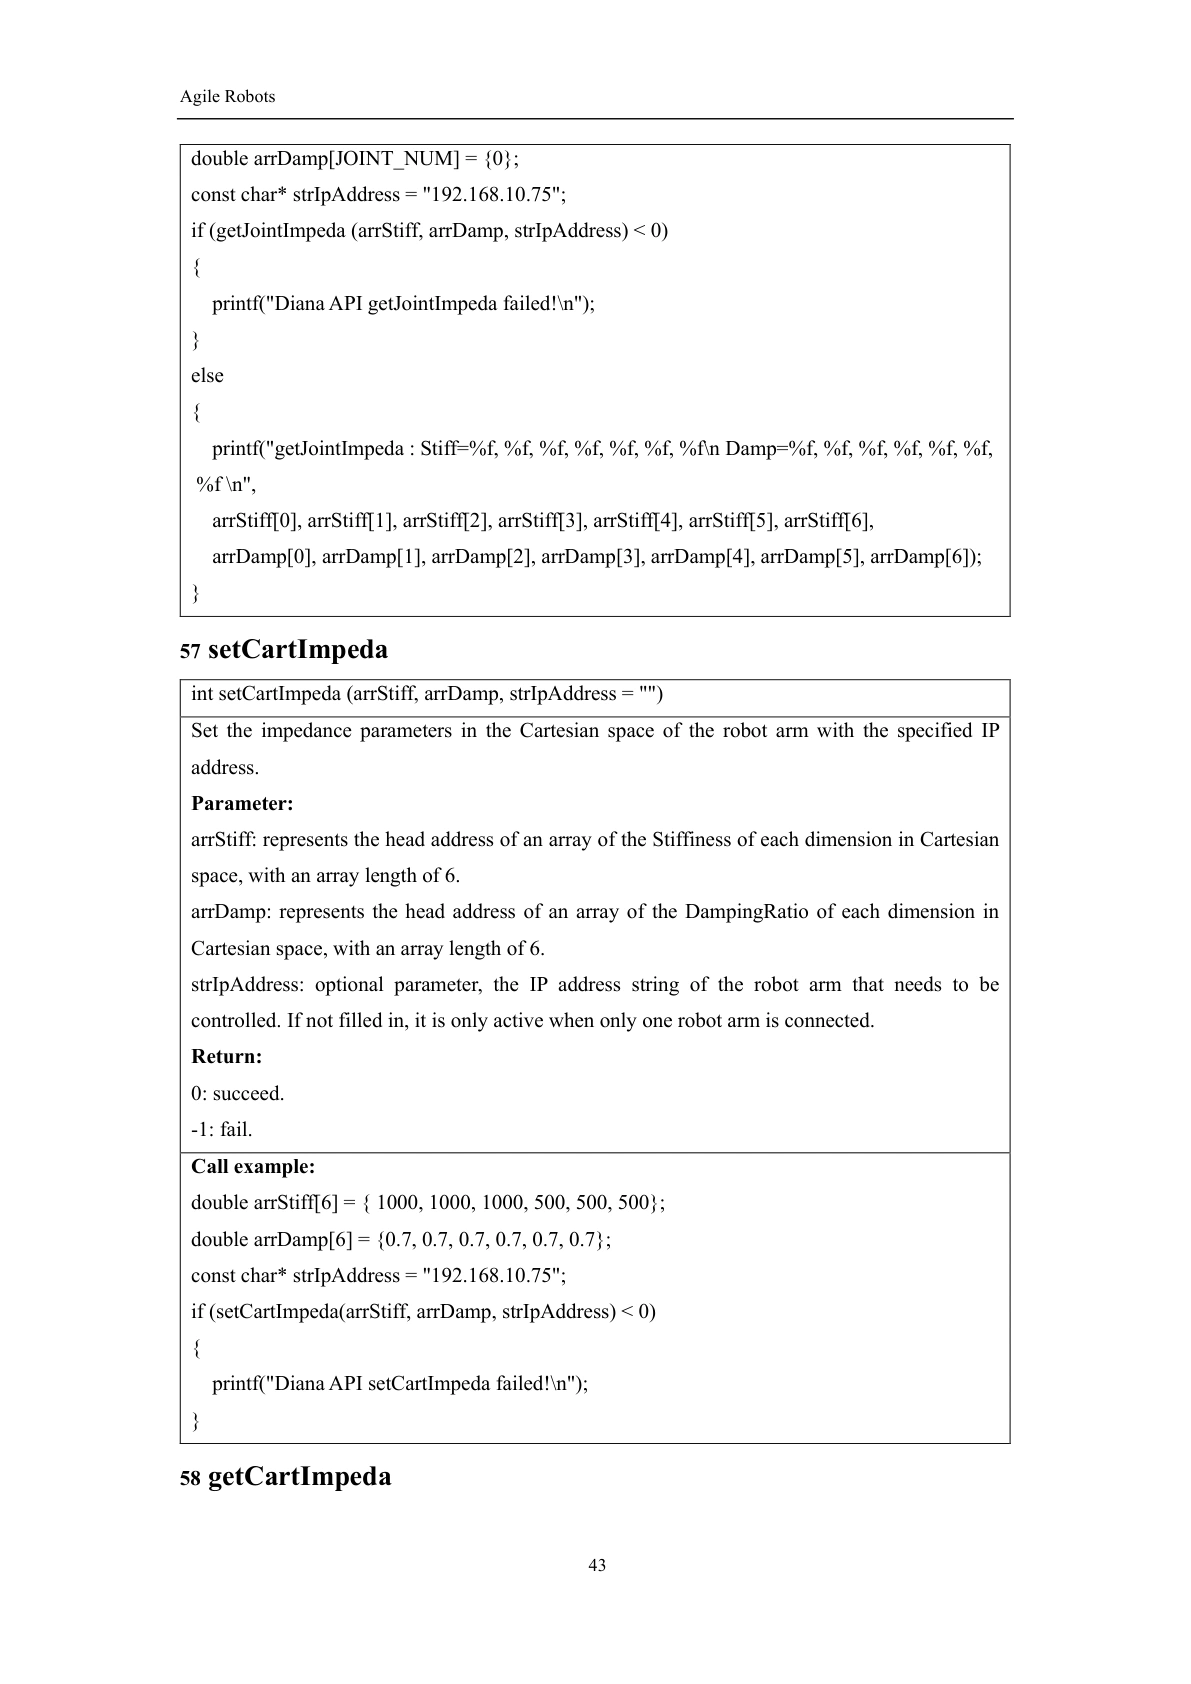 Agile Robots
double arrDamp[JOINT_NUM] = {0};
const char* strIpAddress = "192.168.10.75";
if (getJointImpeda (arrStiff, arrDamp, strIpAddress) < 0)
{
printf("Diana API getJointImpeda failed!\n");
}
else
{
printf("getJointImpeda : Stiff=%f, %f, %f, %f, %f, %f, %f\n Damp=%f, %f, %f, %f, %f, %f,
%f \n",
arrStiff[0], arrStiff[1], arrStiff[2], arrStiff[3], arrStiff[4], arrStiff[5], arrStiff[6],
arrDamp[0], arrDamp[1], arrDamp[2], arrDamp[3], arrDamp[4], arrDamp[5], arrDamp[6]);
}
57 setCartImpeda
int setCartImpeda (arrStiff, arrDamp, strIpAddress = "")
Set the impedance parameters in the Cartesian space of the robot arm with the specified IP
address.
Parameter:
arrStiff: represents the head address of an array of the Stiffiness of each dimension in Cartesian
space, with an array length of 6.
arrDamp: represents the head address of an array of the DampingRatio of each dimension in
Cartesian space, with an array length of 6.
strIpAddress: optional parameter, the IP address string of the robot arm that needs to be
controlled. If not filled in, it is only active when only one robot arm is connected.
Return:
0: succeed.
-1: fail.
Call example:
double arrStiff[6] = { 1000, 1000, 1000, 500, 500, 500};
double arrDamp[6] = {0.7, 0.7, 0.7, 0.7, 0.7, 0.7};
const char* strIpAddress = "192.168.10.75";
if (setCartImpeda(arrStiff, arrDamp, strIpAddress) < 0)
{
printf("Diana API setCartImpeda failed!\n");
}
58 getCartImpeda
43